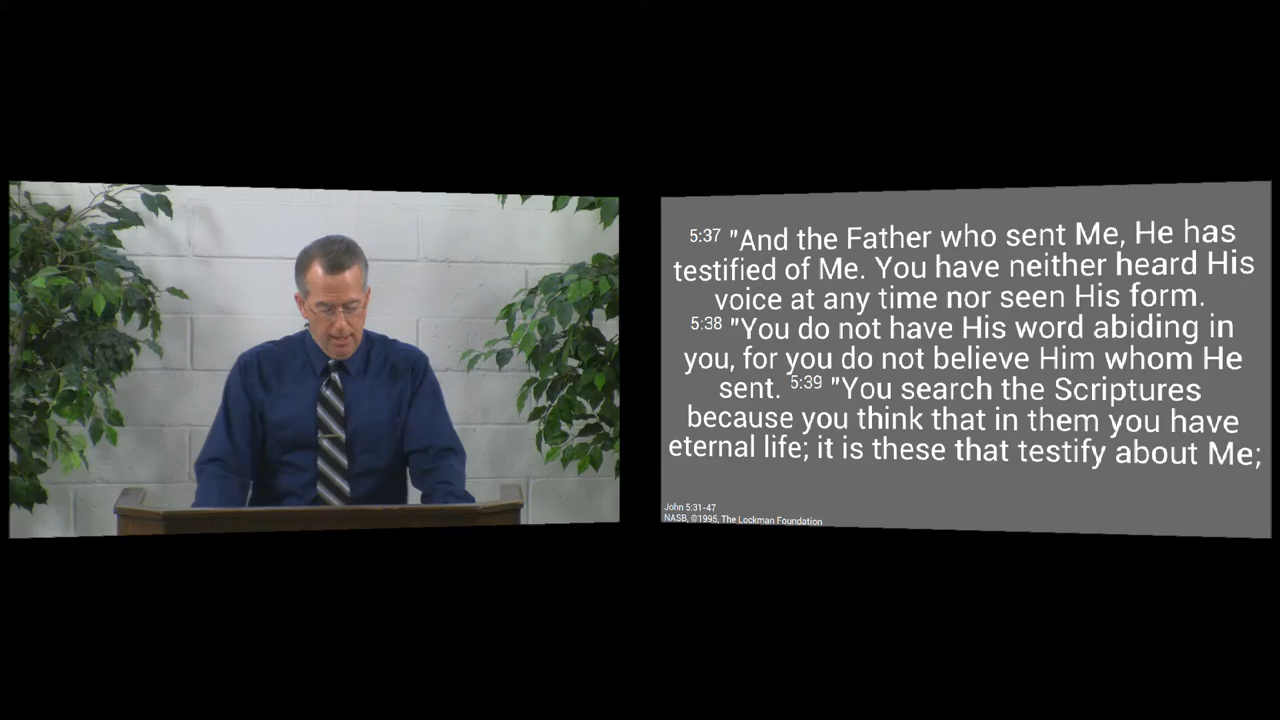 5:37 "And the Father who sent Me, He has
testified of Me. You have neither heard His
voice at any time nor seen His form.
5:38 "You do not have His word abiding in
you, for you do not believe Him whom He
sent. 5:39 "You search the Scriptures
because you think that in them you have
eternal life; it is these that testify about Me;
John 5:31-47
NASB, ©1995, The Lockman Foundation